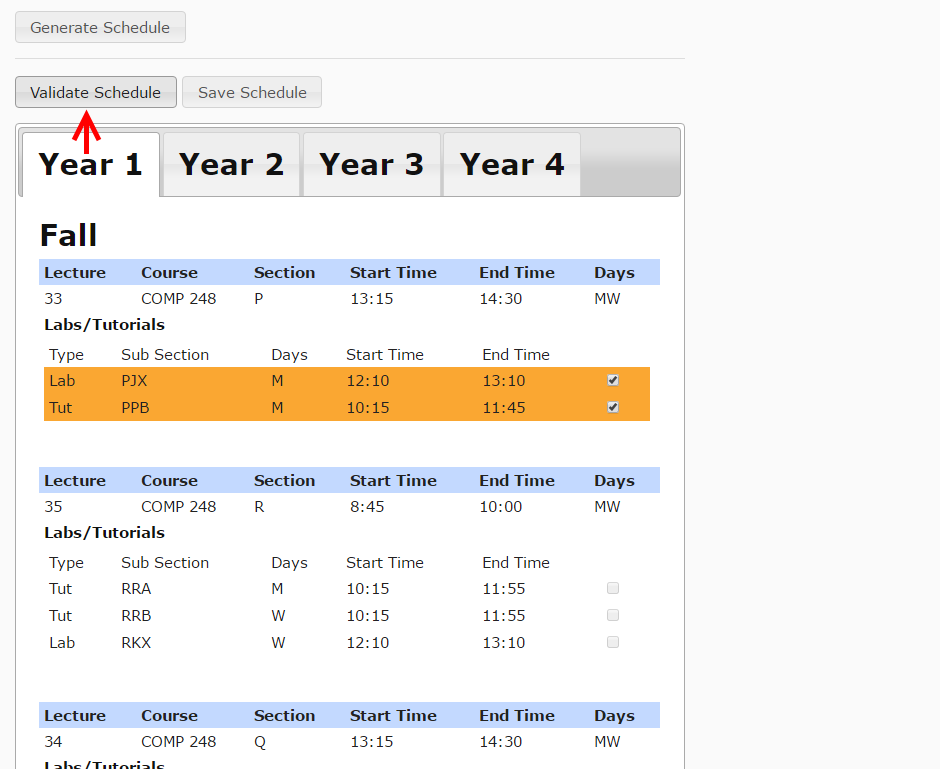 Generate Schedule
Validate Schedule Save Schedule
Year 1 Year 2 Year 3 Year 4
Fall
Lecture Course Section Start Time End Time Days
33 COMP 248 P 13:15 14:30 MW
Labs/Tutorials
Type Sub Section Days Start Time End Time
Lab PJX M 12:10 13:10
Tut PPB M 10:15 11:45
Lecture Course Section Start Time End Time Days
35 COMP 248 R 8:45 10:00 MW
Labs/Tutorials
Type Sub Section Days Start Time End Time
Tut RRA M 10:15 11:55
Tut RRB W 10:15 11:55
Lab RKX W 12:10 13:10
Lecture Course Section Start Time End Time Days
34 COMP 248 Q 13:15 14:30 MW
Labs/Tutorials